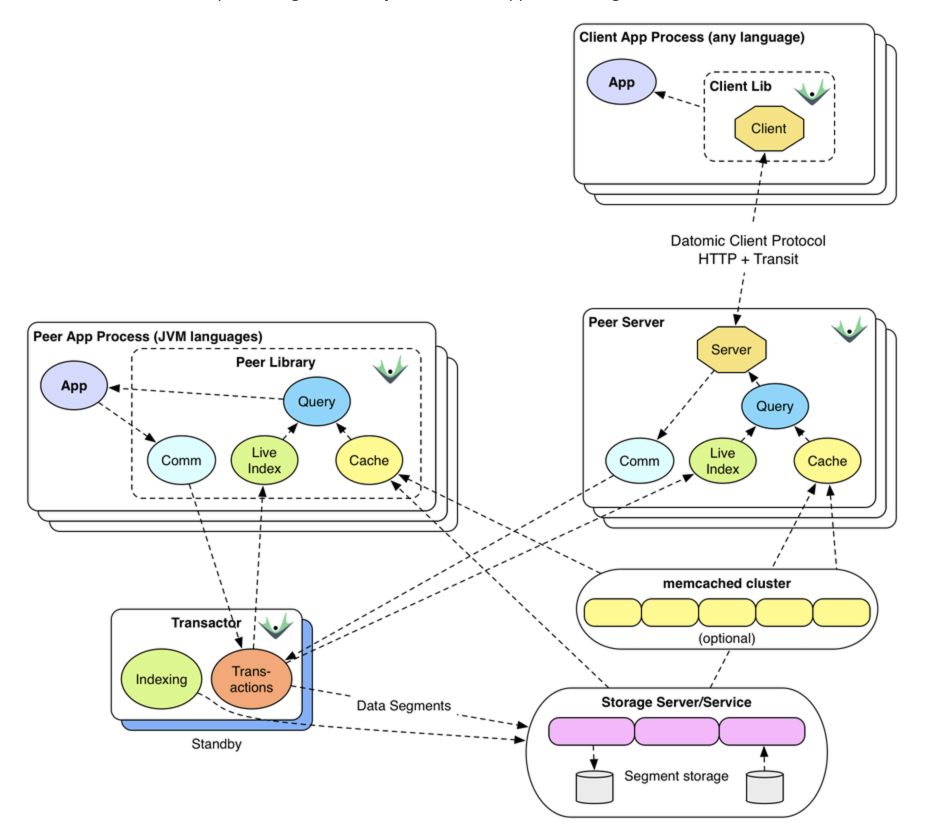 Client App Process (any language)
App
Client Lib
Client
Datomic Client Protocol
HTTP + Transit
Peer App Process (JVM languages)
Peer Library
App
Query
Comm
Live
Index
Cache
Peer Server
Server
Query
Comm
Live
Index
Cache
memcached cluster
(optional)
Transactor
Indexing
Trans-
actions
Standby
Data Segments
Storage Server/Service
Segment storage